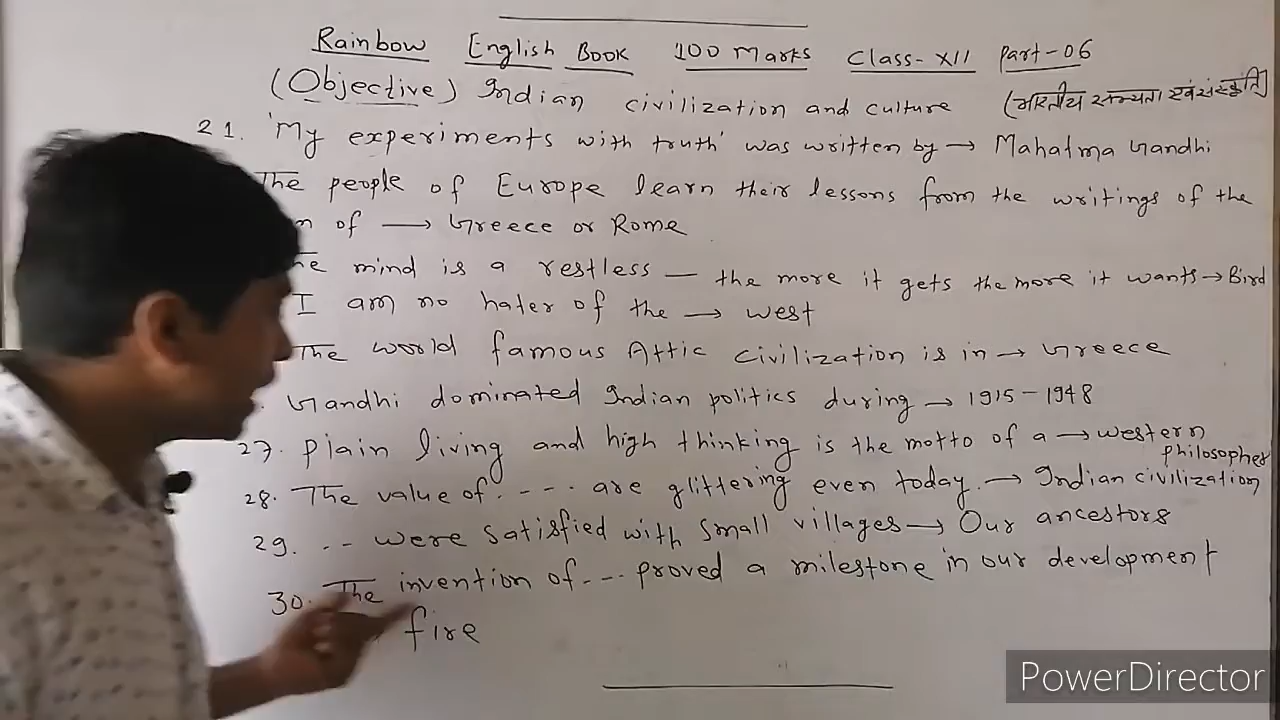 Rainbow English Book 100 Marks Class-XII Part-06
(Objective) Indian civilization and culture (भारतीय सभ्यता एवं संस्कृति)
21. 'My experiments with truth' was written by → Mahatma Gandhi
The people of Europe learn their lessons from the writings of the
of → Greece or Rome
mind is a restless — the more it gets the more it wants → Bird
I am no hater of the → west
The world famous Attic civilization is in → Greece
Gandhi dominated Indian politics during → 1915-1948
27. Plain living and high thinking is the motto of a → western philosopher
28. The value of .---. are glittering even today. → Indian civilization
29. .-- were satisfied with small villages → Our ancestors
30. The invention of.--. proved a milestone in our development
fire
PowerDirector